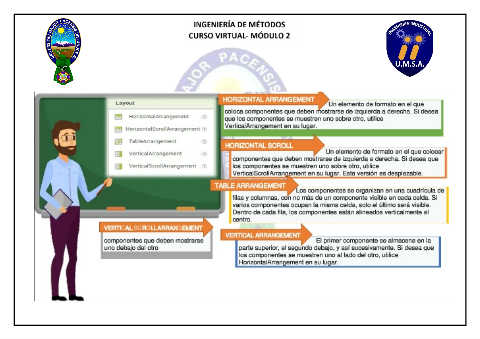 INGENIERÍA DE MÉTODOS
CURSO VIRTUAL- MÓDULO 2
INGENIERIA INDUSTRIAL
U.M.S.A.
MAJOR PACENSIS
Layout
HorizontalArrangement
HorizontalScrollArrangement
TableArrangement
VerticalArrangement
VerticalScrollArrangement
HORIZONTAL ARRANGEMENT
Un elemento de formato en el que
coloca componentes que deben mostrarse de izquierda a derecha. Si desea
que los componentes se muestren uno sobre otro, utilice
VerticalArrangement en su lugar.
HORIZONTAL SCROLL
Un elemento de formato en el que colocar
componentes que deben mostrarse de izquierda a derecha. Si desea que
los componentes se muestren uno sobre otro, utilice
VerticalScrollArrangement en su lugar. Esta versión es desplazable.
TABLE ARRANGEMENT
Los componentes se organizan en una cuadrícula de
filas y columnas, con no más de un componente visible en cada celda. Si
varios componentes ocupan la misma celda, solo el último será visible.
Dentro de cada fila, los componentes están alineados verticalmente al
centro.
VERTICAL SCROLLARRANGEMENT
componentes que deben mostrarse
uno debajo del otro
VERTICAL ARRANGEMENT
El primer componente se almacena en la
parte superior, el segundo debajo, y así sucesivamente. Si desea que
los componentes se muestren uno al lado del otro, utilice
HorizontalArrangement en su lugar.